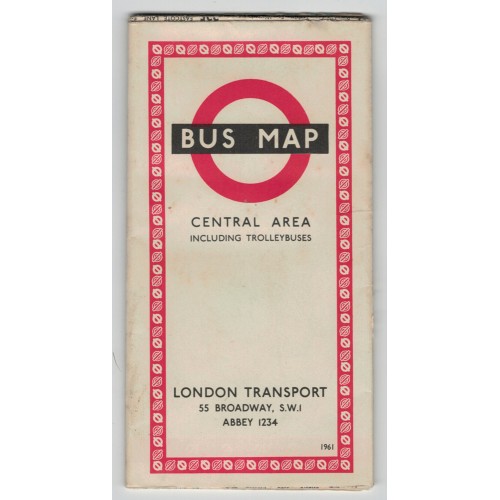 BUS MAP
CENTRAL AREA
INCLUDING TROLLEYBUSES
LONDON TRANSPORT
55 BROADWAY, S.W.1
ABBEY 1234
1961